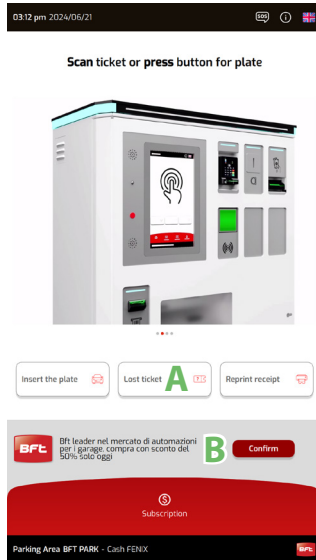 03:12 pm 2024/06/21
SOS
Scan ticket or press button for plate
Insert the plate
Lost ticket
A
Reprint receipt
Bft
Bft leader nel mercato di automazioni
per i garage, compra con sconto del
50% solo oggi
B
Confirm
Subscription
Parking Area BFT PARK - Cash FENIX
Bft